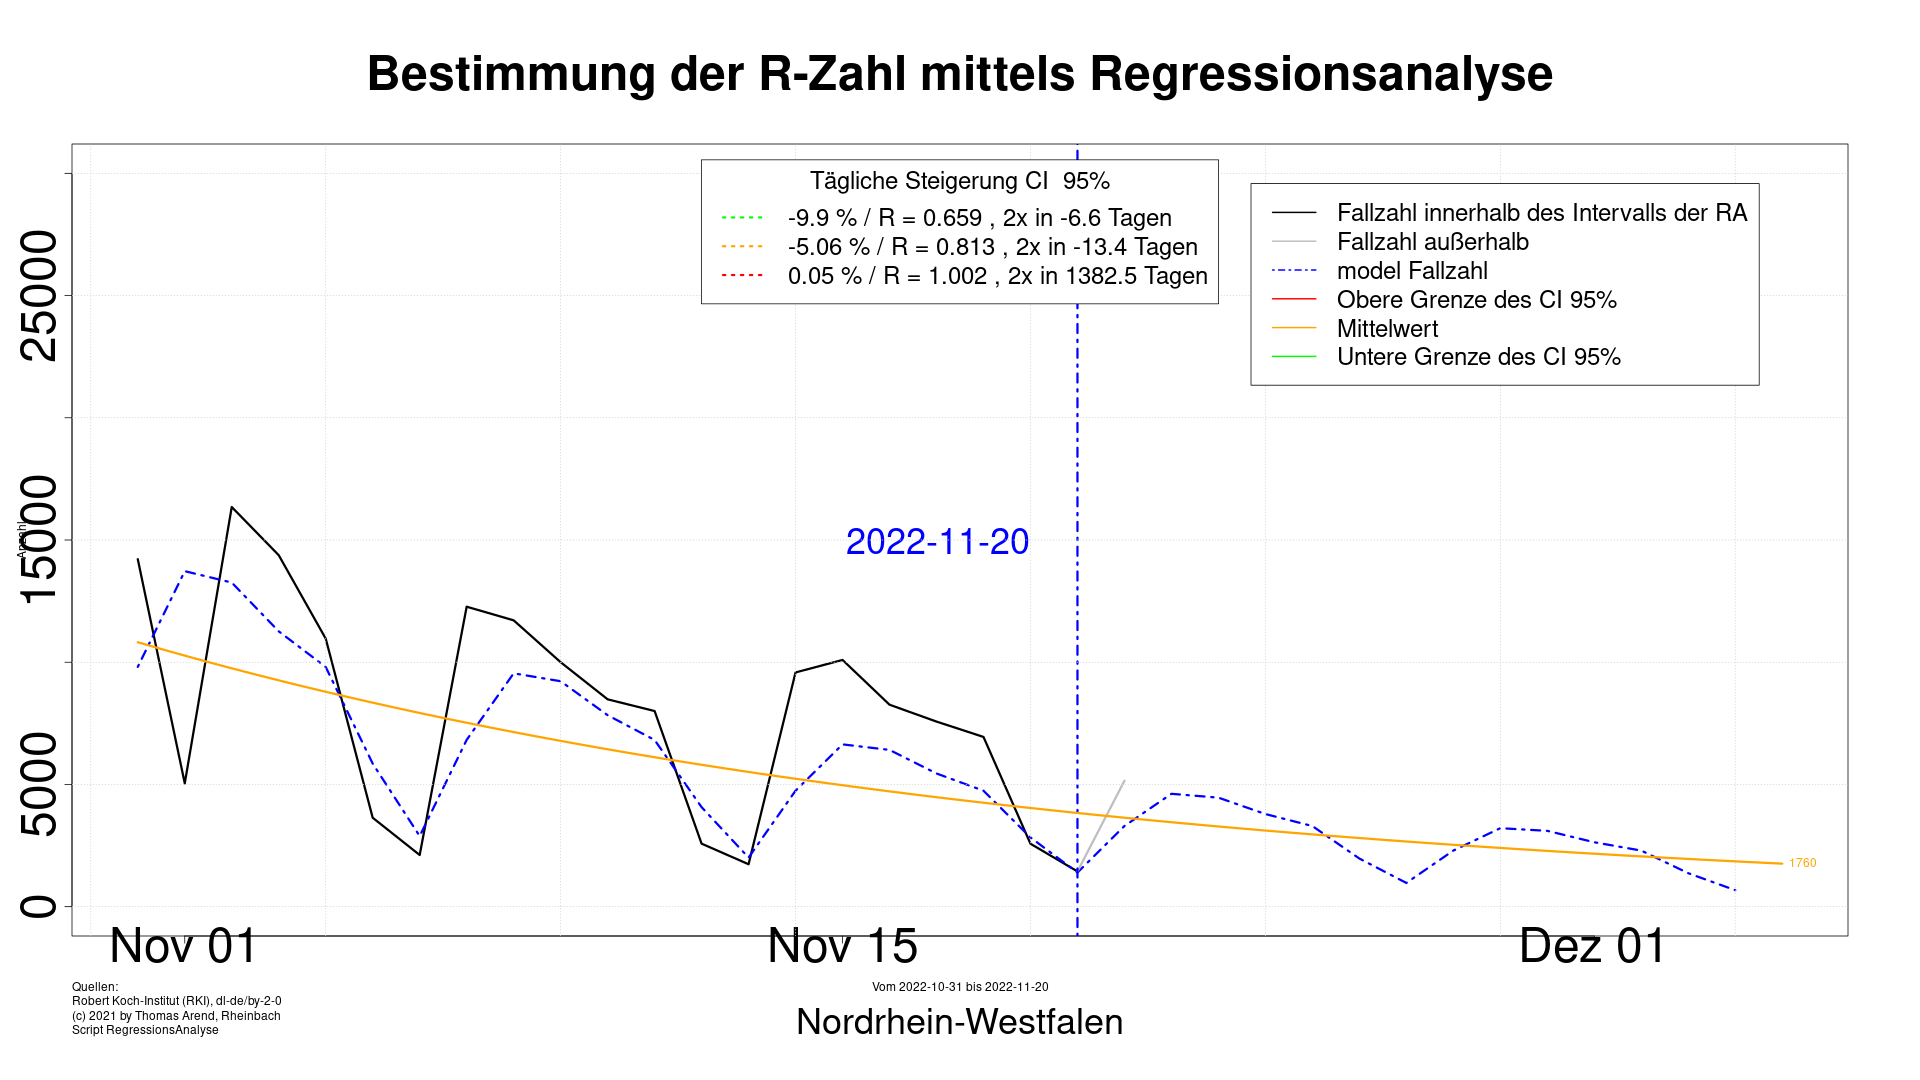 Bestimmung der R-Zahl mittels Regressionsanalyse
Tägliche Steigerung CI  95%
-9.9 % / R = 0.659 , 2x in -6.6 Tagen
-5.06 % / R = 0.813 , 2x in -13.4 Tagen
0.05 % / R = 1.002 , 2x in 1382.5 Tagen
Fallzahl innerhalb des Intervalls der RA
Fallzahl außerhalb
model Fallzahl
Obere Grenze des CI 95%
Mittelwert
Untere Grenze des CI 95%
25000
15000
5000
0
Anzahl
2022-11-20
1760
Nov 01
Nov 15
Dez 01
Quellen:
Robert Koch-Institut (RKI), dl-de/by-2-0
(c) 2021 by Thomas Arend, Rheinbach
Script RegressionsAnalyse
Vom 2022-10-31 bis 2022-11-20
Nordrhein-Westfalen